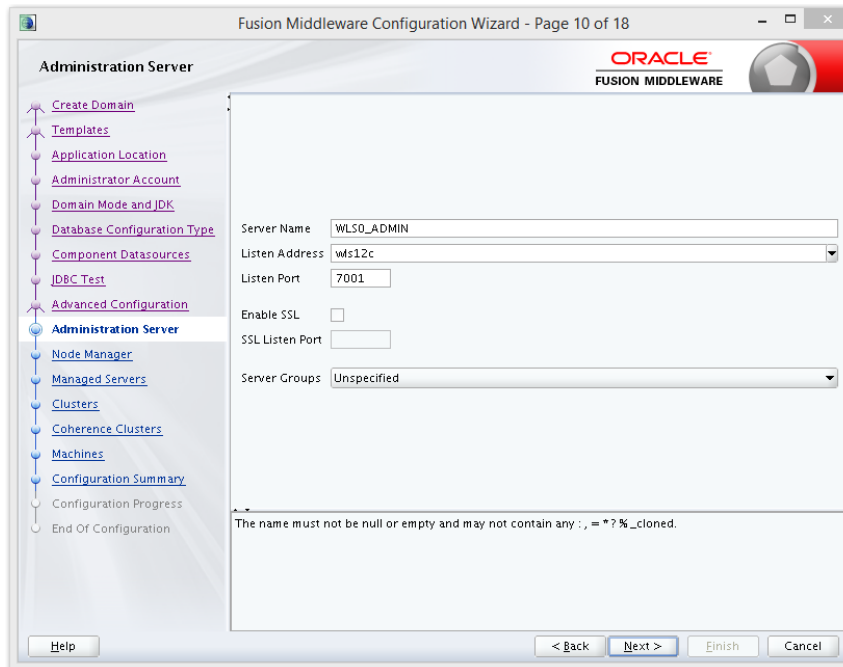 Fusion Middleware Configuration Wizard - Page 10 of 18
Administration Server
ORACLE
FUSION MIDDLEWARE
Create Domain
Templates
Application Location
Administrator Account
Domain Mode and JDK
Database Configuration Type
Component Datasources
JDBC Test
Advanced Configuration
Administration Server
Node Manager
Managed Servers
Clusters
Coherence Clusters
Machines
Configuration Summary
Configuration Progress
End Of Configuration
Server Name WLS0_ADMIN
Listen Address wls12c
Listen Port 7001
Enable SSL
SSL Listen Port
Server Groups Unspecified
The name must not be null or empty and may not contain any : , = * ? % _cloned.
Help < Back Next > Finish Cancel